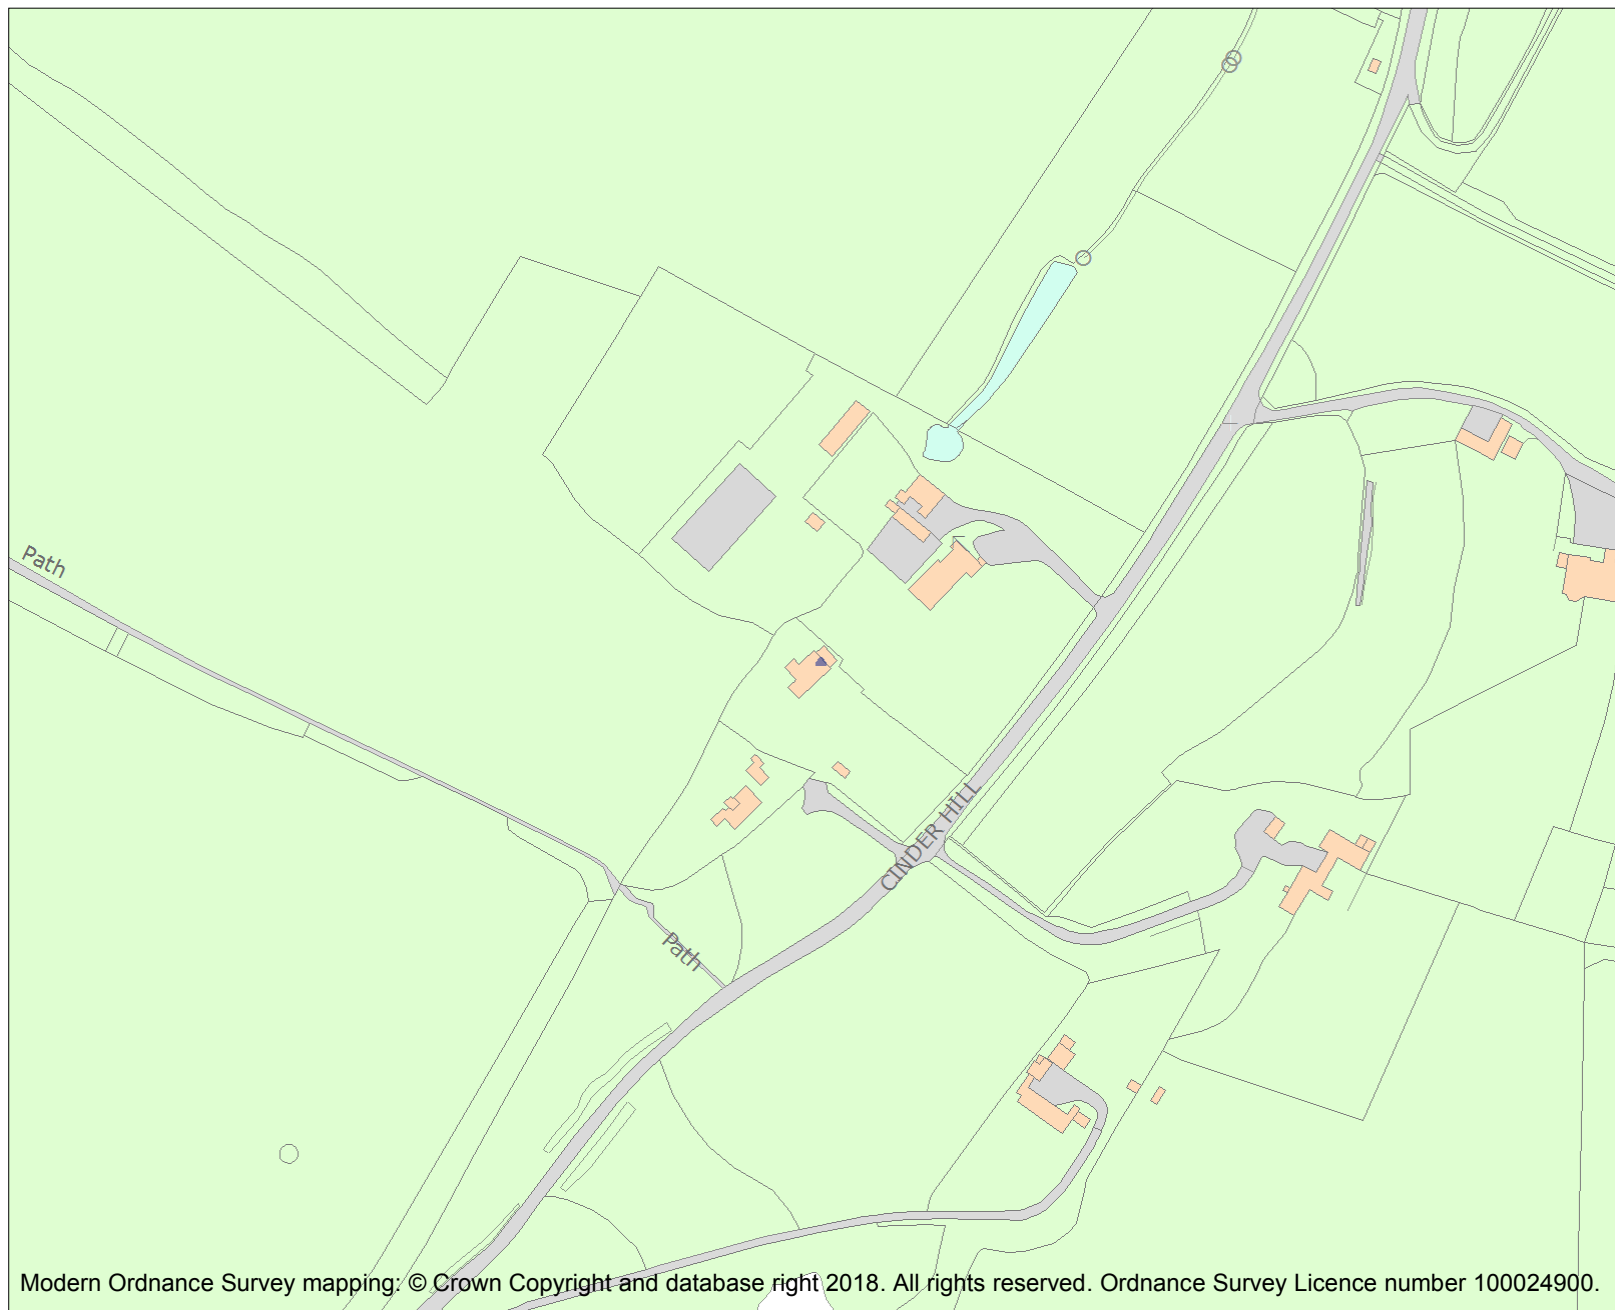 Path
CINDER HILL
Path
Modern Ordnance Survey mapping: © Crown Copyright and database right 2018. All rights reserved. Ordnance Survey Licence number 100024900.